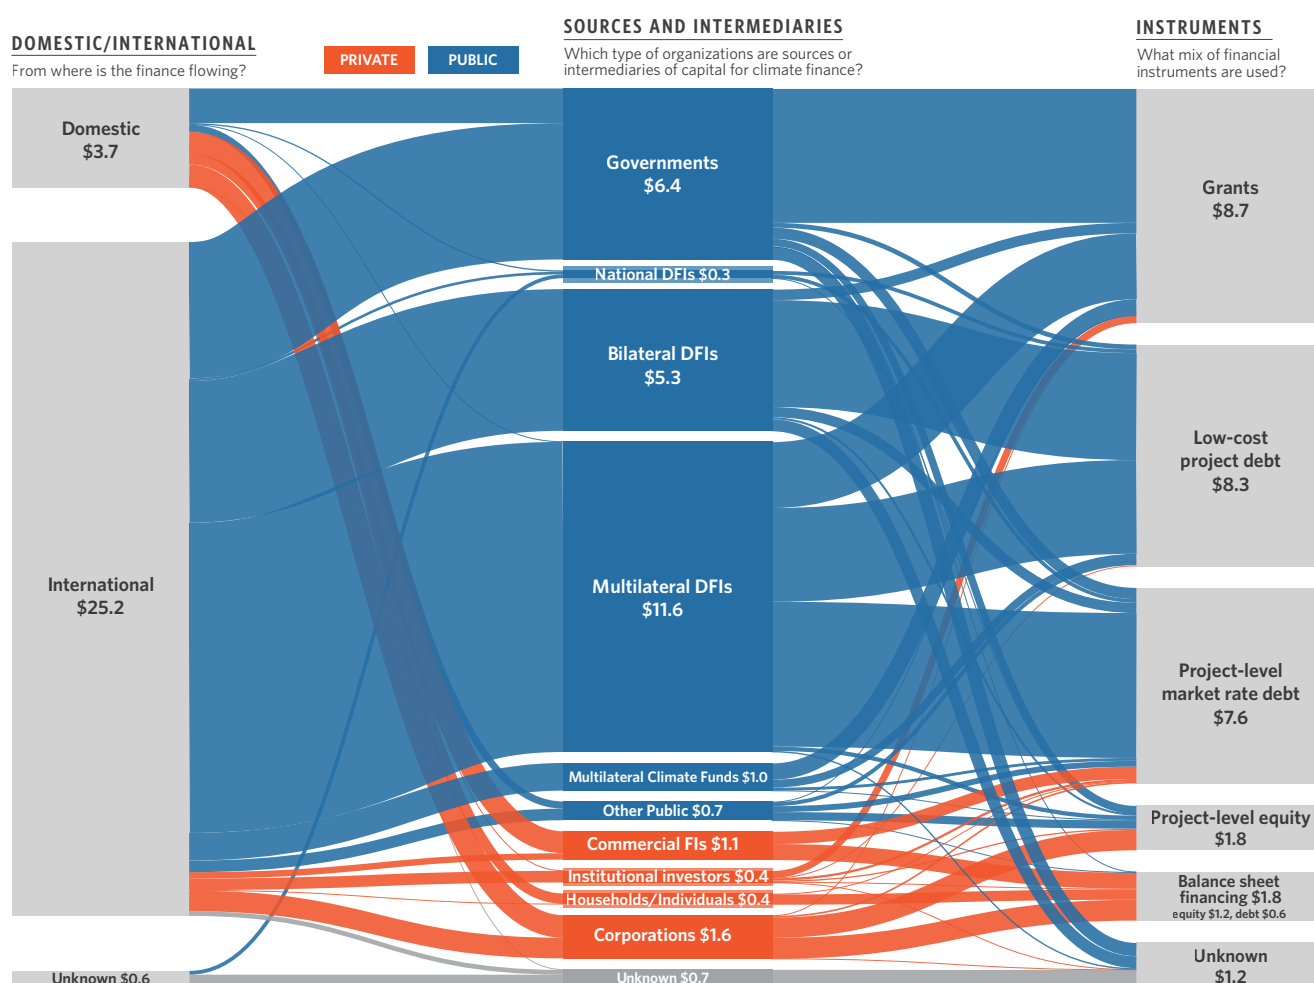 DOMESTIC/INTERNATIONAL
From where is the finance flowing?
PRIVATE
PUBLIC
SOURCES AND INTERMEDIARIES
Which type of organizations are sources or
intermediaries of capital for climate finance?
INSTRUMENTS
What mix of financial
instruments are used?
Domestic
$3.7
International
$25.2
Unknown $0.6
Governments
$6.4
National DFIs $0.3
Bilateral DFIs
$5.3
Multilateral DFIs
$11.6
Multilateral Climate Funds $1.0
Other Public $0.7
Commercial FIs $1.1
Institutional investors $0.4
Households/Individuals $0.4
Corporations $1.6
Unknown $0.7
Grants
$8.7
Low-cost
project debt
$8.3
Project-level
market rate debt
$7.6
Project-level equity
$1.8
Balance sheet
financing $1.8
equity $1.2, debt $0.6
Unknown
$1.2